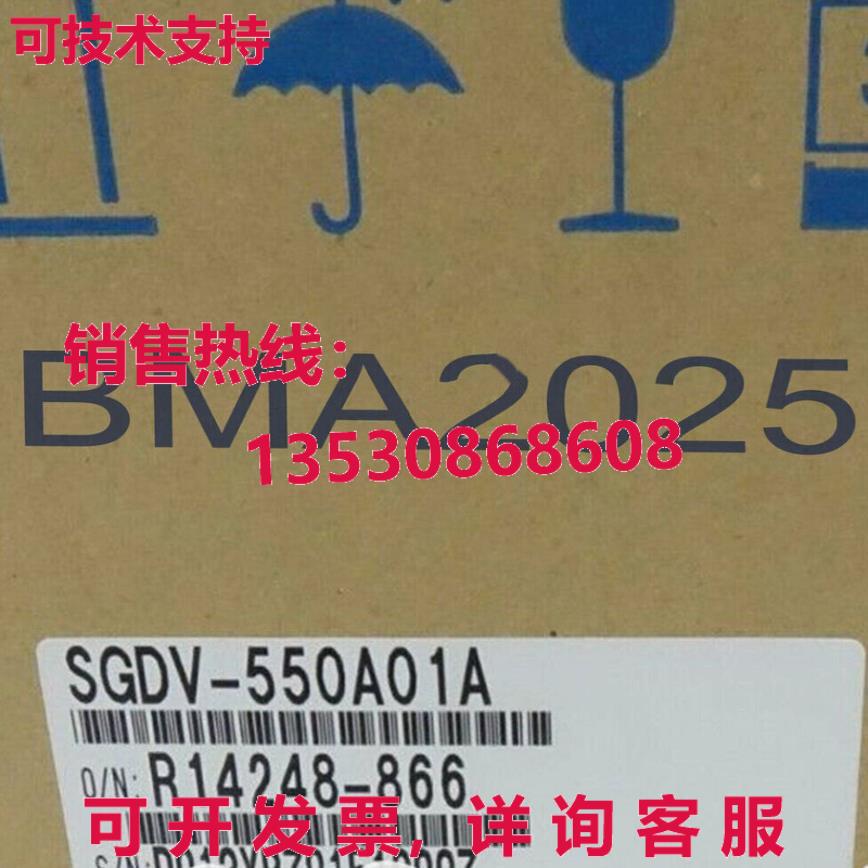 可技术支持
销售热线：
BMA2025
13530868608
SGDV-550A01A
O/N: R14248-866
可开发票，详询客服
S/N: